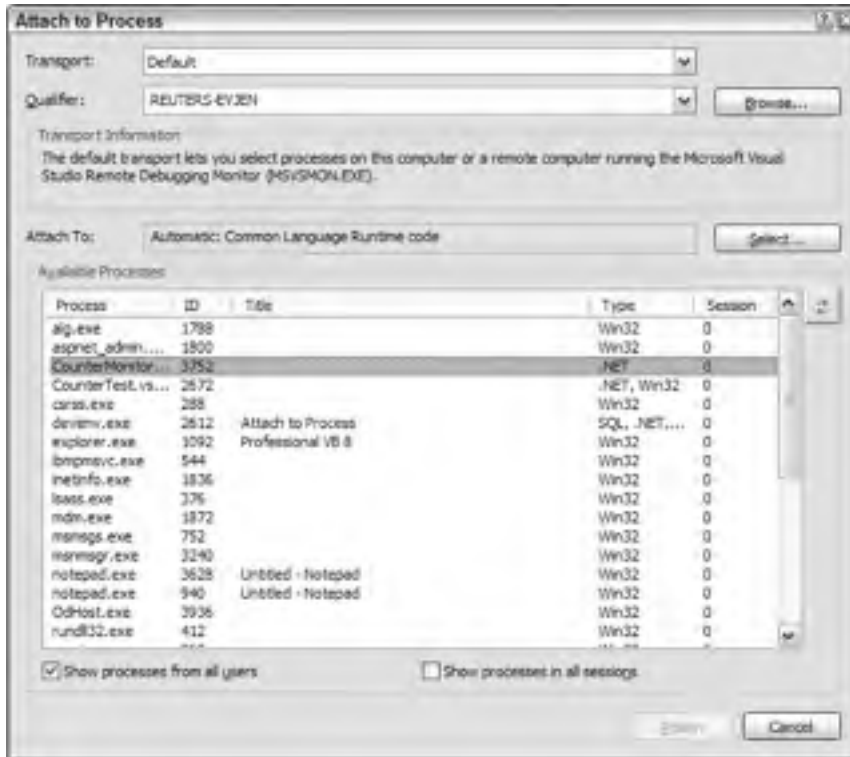 Attach to Process
Transport: Default
Qualifier: REUTERS-EVJEN Browse...
Transport Information
The default transport lets you select processes on this computer or a remote computer running the Microsoft Visual
Studio Remote Debugging Monitor (MSVSMON.EXE).
Attach To: Automatic: Common Language Runtime code Select...
Available Processes
Process ID Title Type Session
alg.exe 1788 Win32 0
aspnet_admin.... 1800 Win32 0
CounterMonitor... 3752 .NET 0
CounterTest.vs... 2672 .NET, Win32 0
csrss.exe 288 Win32 0
devenv.exe 2612 Attach to Process SQL, .NET,... 0
explorer.exe 1092 Professional VB 8 Win32 0
ibmpmsvc.exe 544 Win32 0
inetinfo.exe 1836 Win32 0
lsass.exe 376 Win32 0
mdm.exe 1872 Win32 0
msmsgs.exe 752 Win32 0
msnmsgr.exe 3240 Win32 0
notepad.exe 3628 Untitled - Notepad Win32 0
notepad.exe 940 Untitled - Notepad Win32 0
OdHost.exe 3936 Win32 0
rundll32.exe 412 Win32 0
Show processes from all users Show processes in all sessions
Attach Cancel